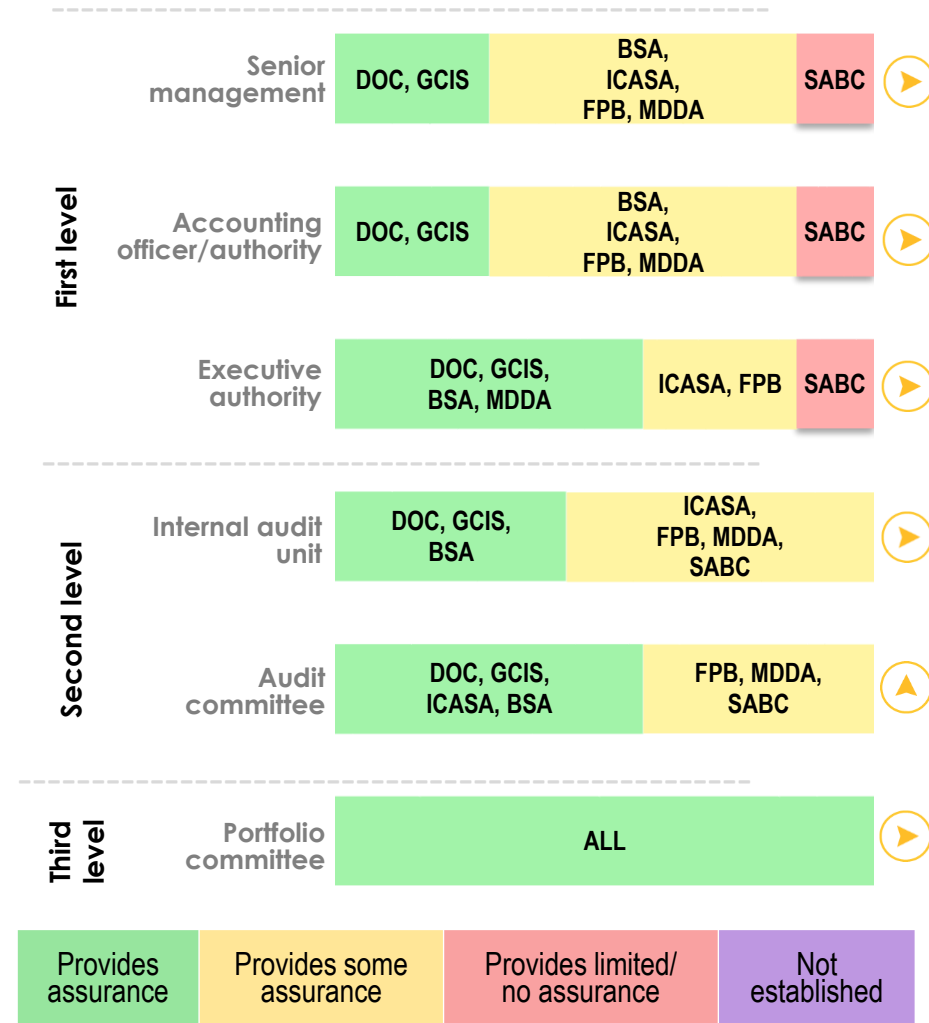 First level
Senior
management
DOC, GCIS
BSA,
ICASA,
FPB, MDDA
SABC
Accounting
officer/authority
DOC, GCIS
BSA,
ICASA,
FPB, MDDA
SABC
Executive
authority
DOC, GCIS,
BSA, MDDA
ICASA, FPB
SABC
Second level
Internal audit
unit
DOC, GCIS,
BSA
ICASA,
FPB, MDDA,
SABC
Audit
committee
DOC, GCIS,
ICASA, BSA
FPB, MDDA,
SABC
Third
level
Portfolio
committee
ALL
Provides
assurance
Provides some
assurance
Provides limited/
no assurance
Not
established